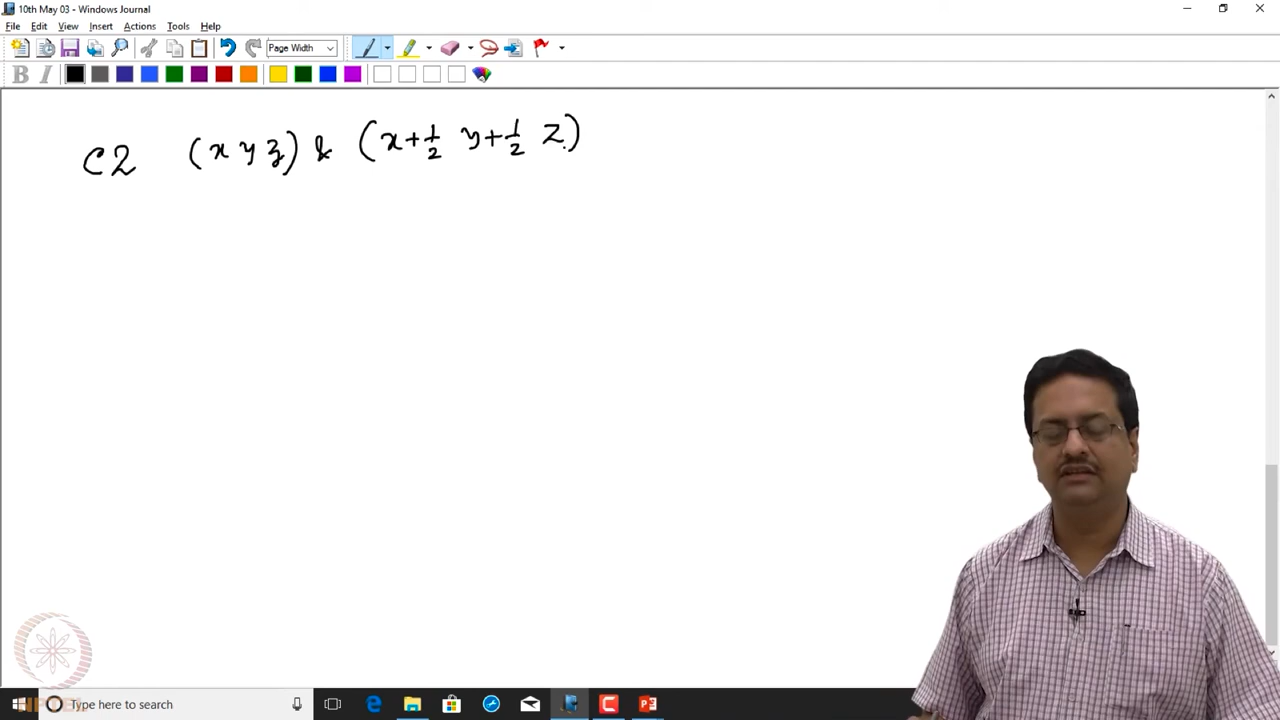 10th May 03 - Windows Journal
File Edit View Insert Actions Tools Help
Page Width
B I
C2 (x y z) & (x+1/2 y+1/2 z)
Type here to search